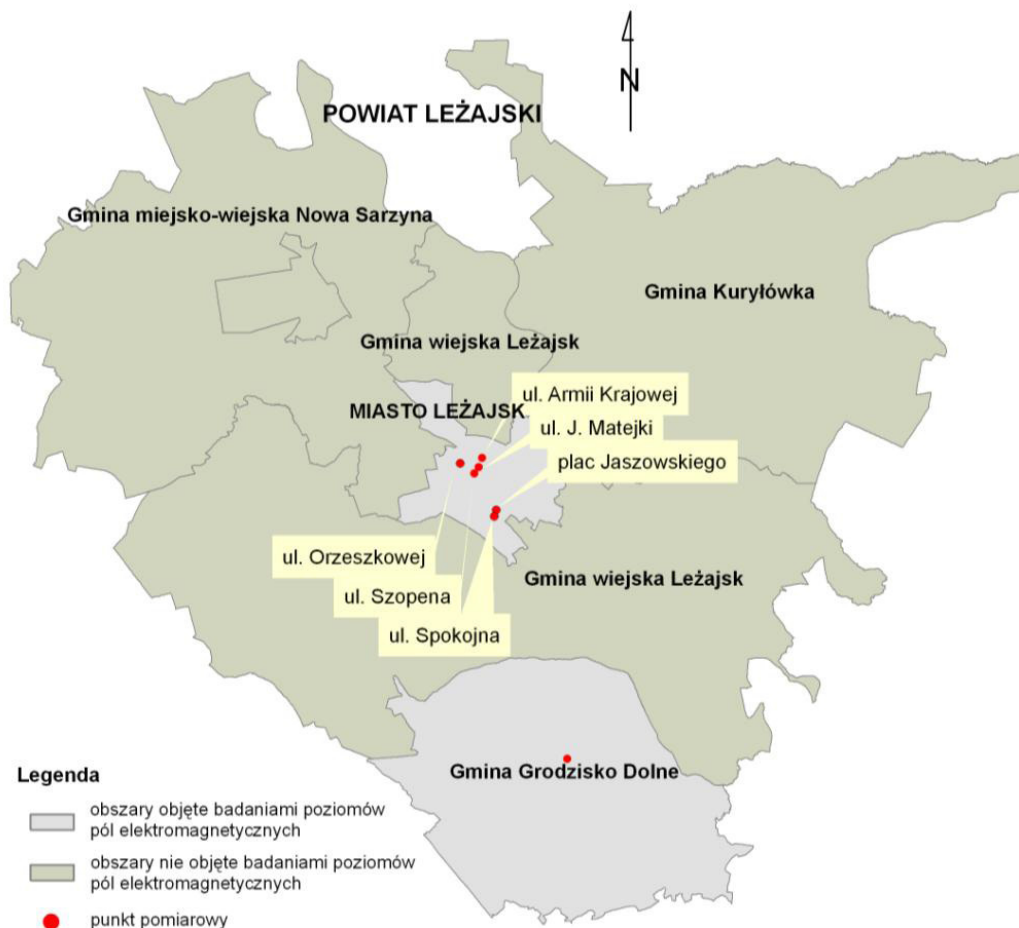 N
POWIAT LEŻAJSKI
Gmina miejsko-wiejska Nowa Sarzyna
Gmina Kuryłówka
Gmina wiejska Leżajsk
ul. Armii Krajowej
MIASTO LEŻAJSK
ul. J. Matejki
plac Jaszowskiego
ul. Orzeszkowej
Gmina wiejska Leżajsk
ul. Szopena
ul. Spokojna
Gmina Grodzisko Dolne
Legenda
obszary objęte badaniami poziomów
pól elektromagnetycznych
obszary nie objęte badaniami poziomów
pól elektromagnetycznych
punkt pomiarowy